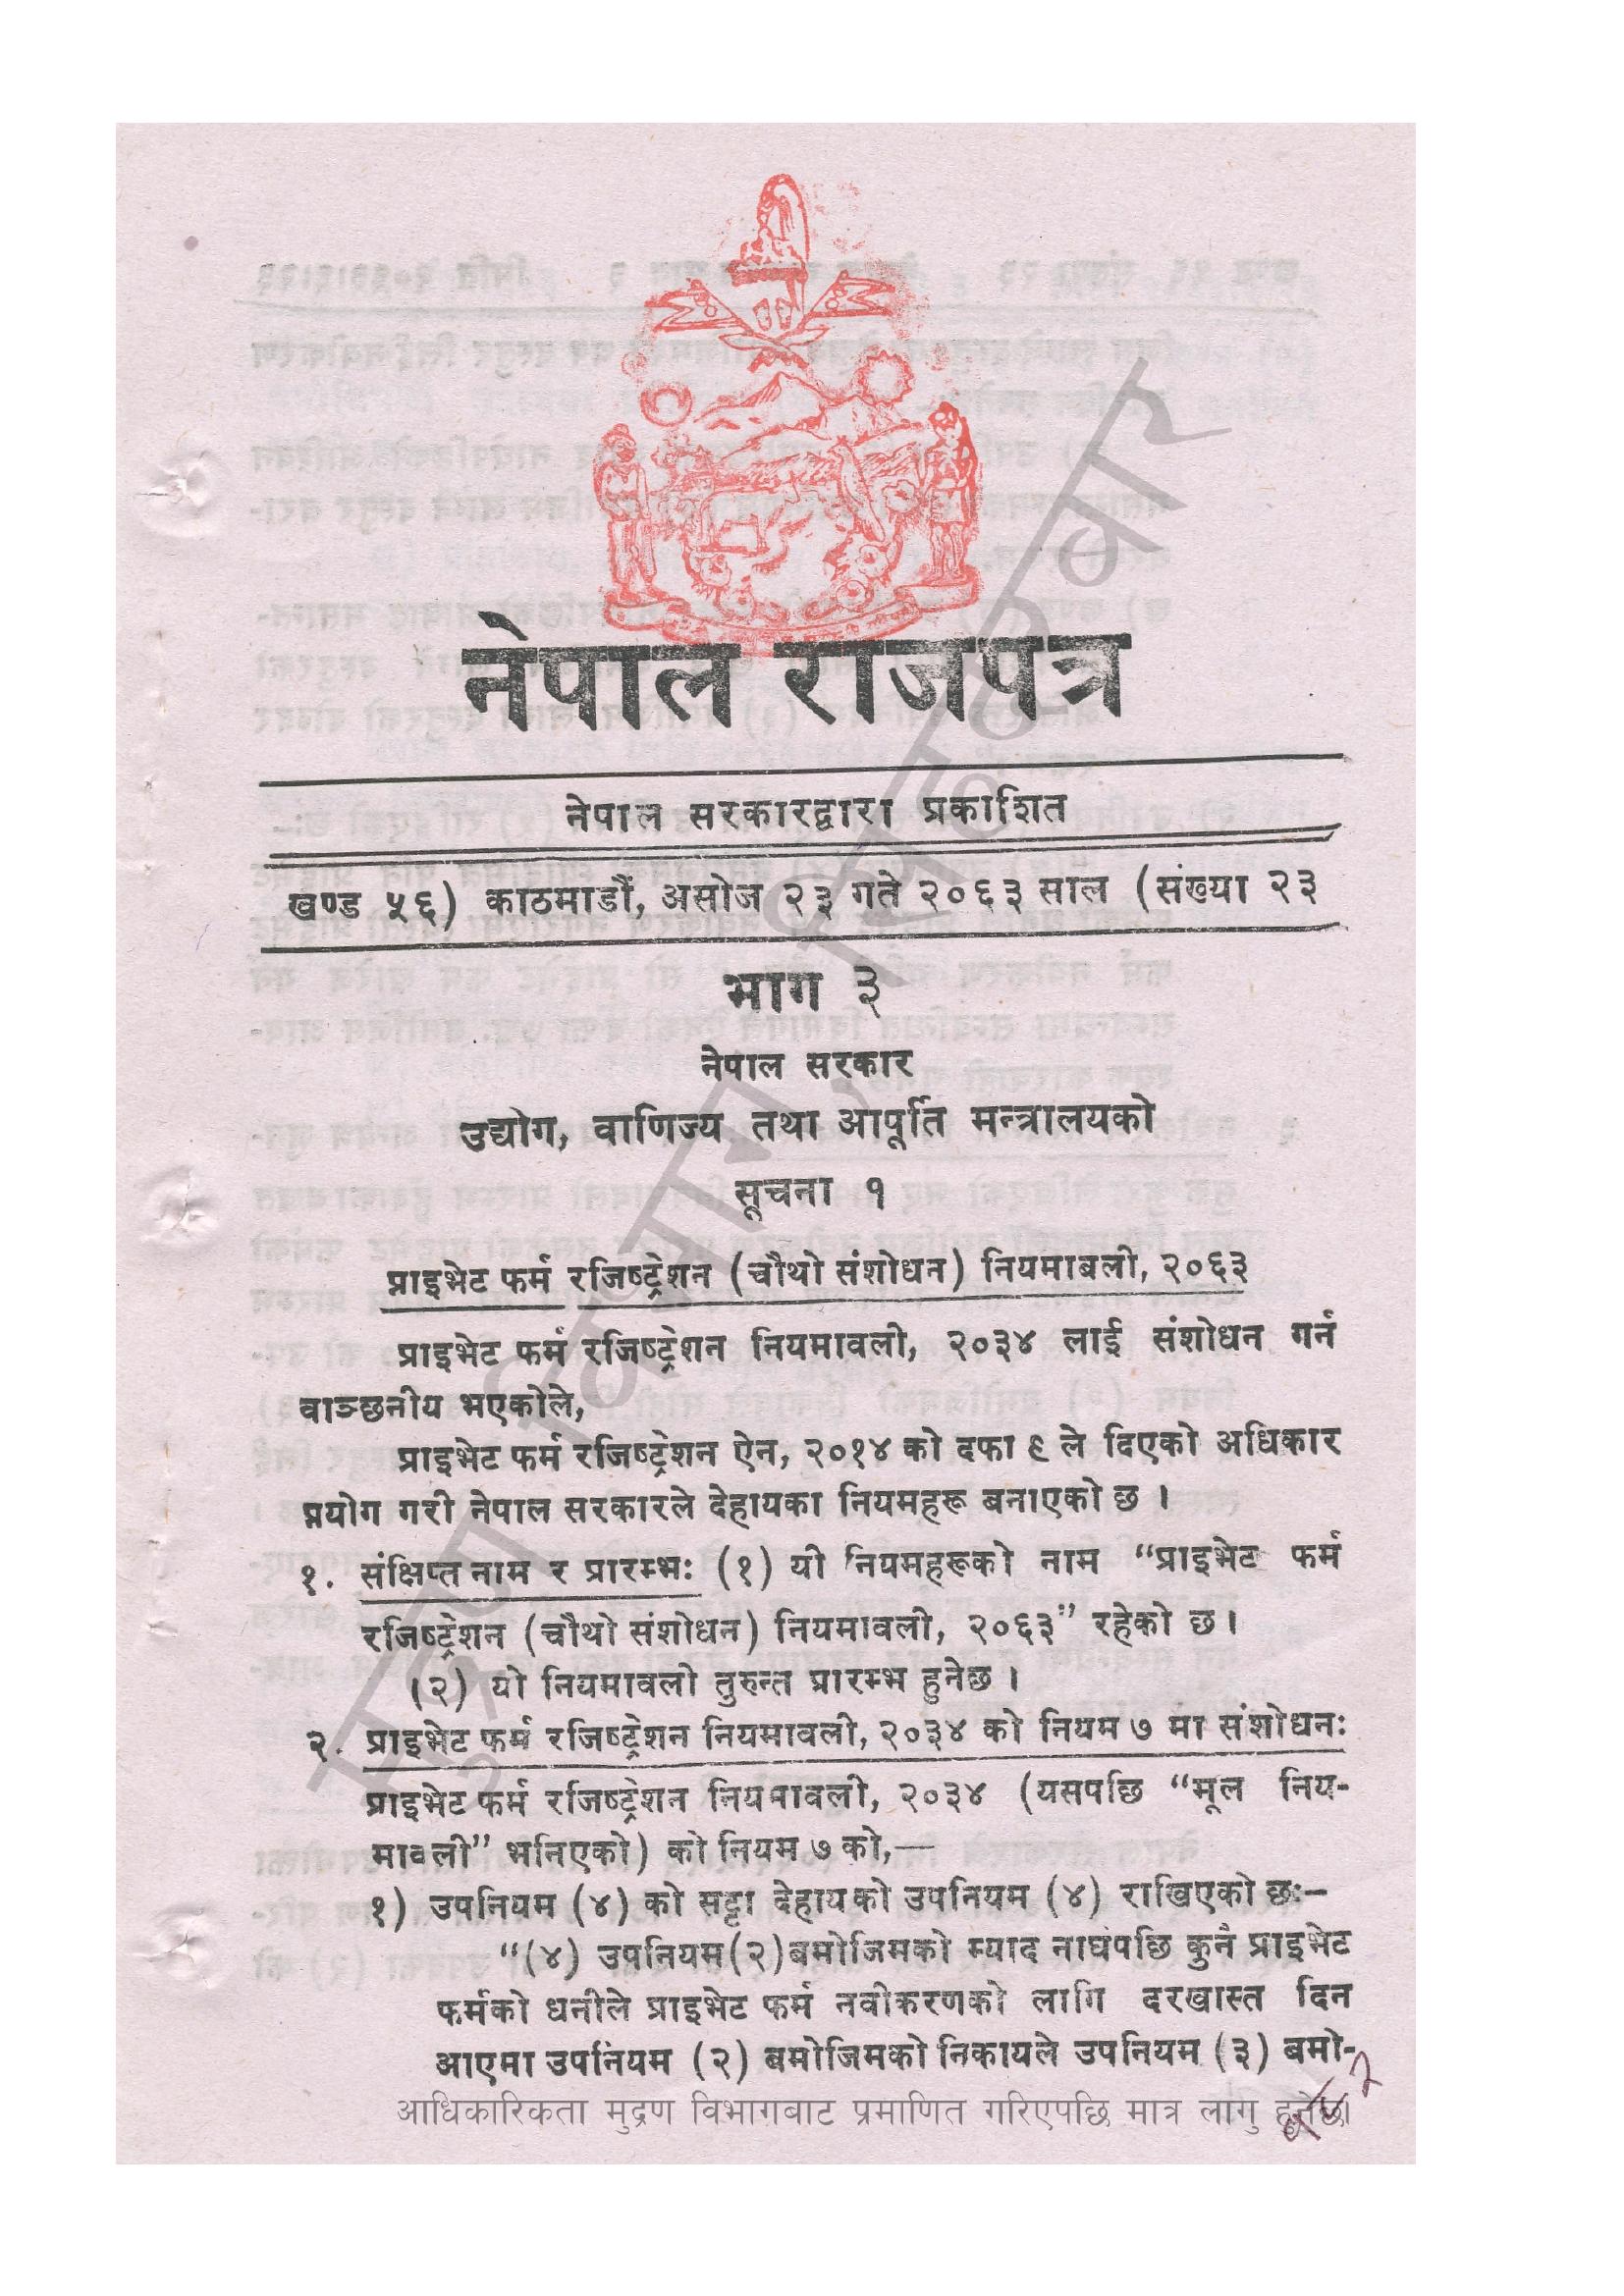 नेपाल राजपत्र
नेपाल सरकारद्वारा प्रकाशित
खण्ड ५६) काठमाडौं, असोज २३ गते २०६३ साल (संख्या २३
भाग ३
नेपाल सरकार
उद्योग, वाणिज्य तथा आपूर्ति मन्त्रालयको
सूचना १
प्राइभेट फर्म रजिष्ट्रेशन (चौथो संशोधन) नियमाबली, २०६३
प्राइभेट फर्म रजिष्ट्रेशन नियमावली, २०३४ लाई संशोधन गर्न
वाञ्छनीय भएकोले,
प्राइभेट फर्म रजिष्ट्रेशन ऐन, २०१४ को दफा ९ ले दिएको अधिकार
प्रयोग गरी नेपाल सरकारले देहायका नियमहरू बनाएको छ ।
१. संक्षिप्त नाम र प्रारम्भः (१) यी नियमहरूको नाम "प्राइभेट फर्म
रजिष्ट्रेशन (चौथो संशोधन) नियमावली, २०६३" रहेको छ ।
(२) यो नियमावली तुरुन्त प्रारम्भ हुनेछ ।
२. प्राइभेट फर्म रजिष्ट्रेशन नियमावली, २०३४ को नियम ७ मा संशोधनः
प्राइभेट फर्म रजिष्ट्रेशन नियमावली, २०३४ (यसपछि "मूल निय-
मावली" भनिएको) को नियम ७ को,—
१) उपनियम (४) को सट्टा देहायको उपनियम (४) राखिएको छः–
"(४) उपनियम (२) बमोजिमको म्याद नाघेपछि कुनै प्राइभेट
फर्मको धनीले प्राइभेट फर्म नवीकरणको लागि दरखास्त दिन
आएमा उपनियम (२) बमोजिमको निकायले उपनियम (३) बमो-
आधिकारिकता मुद्रण विभागबाट प्रमाणित गरिएपछि मात्र लागु हुनेछ।